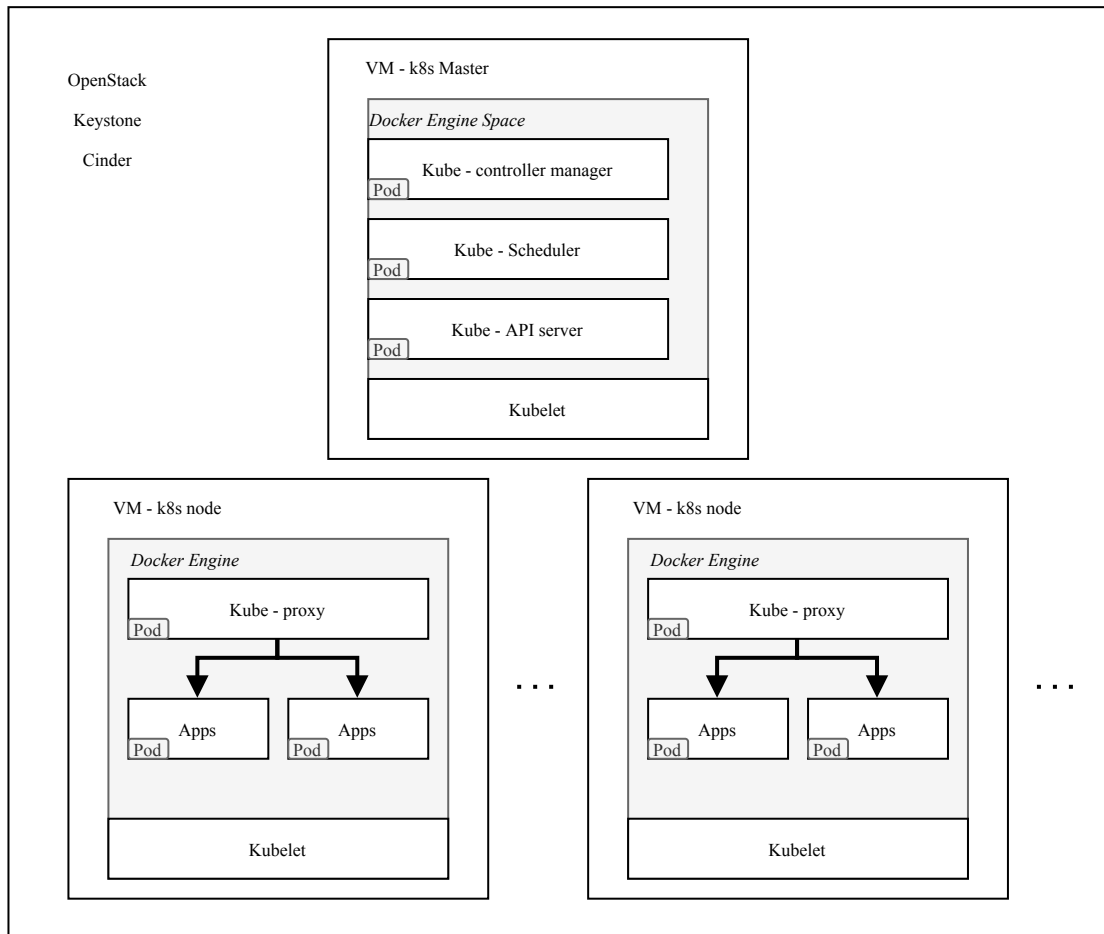 OpenStack
Keystone
Cinder
VM - k8s Master
Docker Engine Space
Kube - controller manager
Pod
Kube - Scheduler
Pod
Kube - API server
Pod
Kubelet
VM - k8s node
Docker Engine
Kube - proxy
Pod
Apps
Pod
Apps
Pod
Kubelet
...
VM - k8s node
Docker Engine
Kube - proxy
Pod
Apps
Pod
Apps
Pod
Kubelet
...